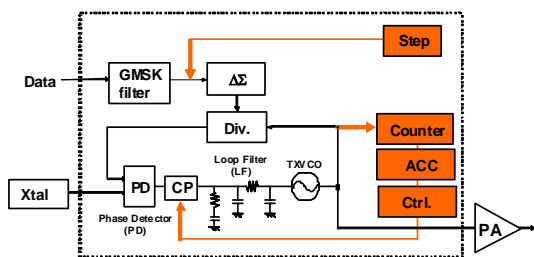 Step
Data
GMSK
filter
ΔΣ
Div.
Counter
Loop Filter
(LF)
TXVCO
ACC
Xtal
PD
CP
Ctrl.
Phase Detector
(PD)
PA